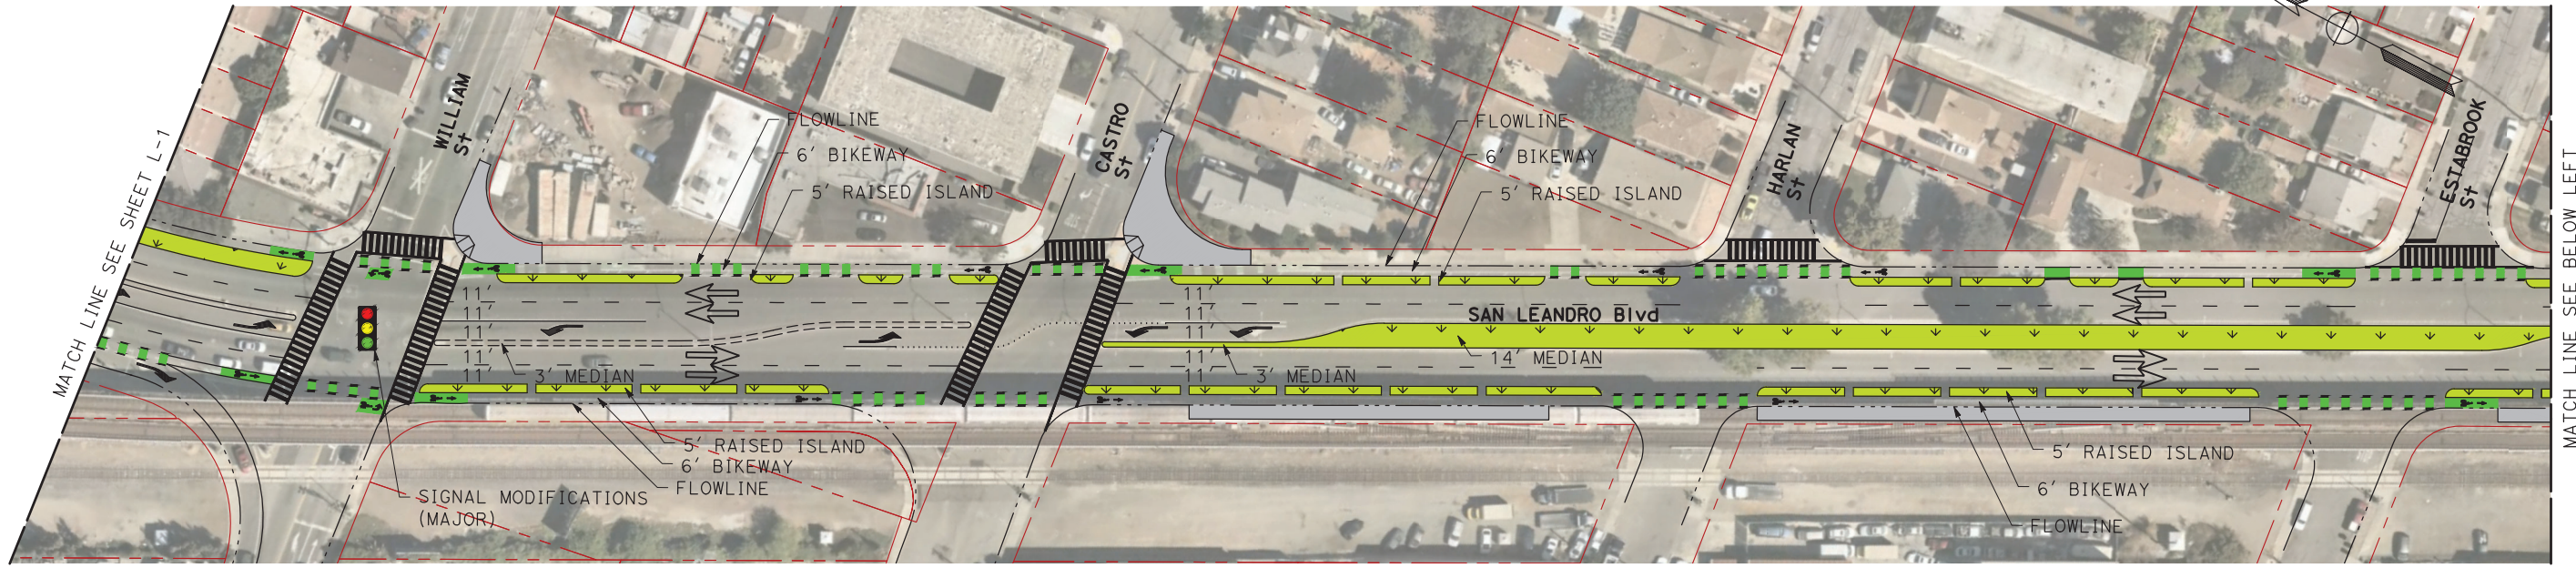 MATCH LINE SEE SHEET L-1
WILLIAM
St
FLOWLINE
6' BIKEWAY
5' RAISED ISLAND
CASTRO
St
FLOWLINE
6' BIKEWAY
5' RAISED ISLAND
HARLAN
St
ESTABROOK
St
MATCH LINE SEE BELOW LEFT
11'
11'
11'
11'
11'
3' MEDIAN
11'
11'
11'
11'
11'
3' MEDIAN
SAN LEANDRO Blvd
14' MEDIAN
5' RAISED ISLAND
6' BIKEWAY
FLOWLINE
SIGNAL MODIFICATIONS
(MAJOR)
5' RAISED ISLAND
6' BIKEWAY
FLOWLINE